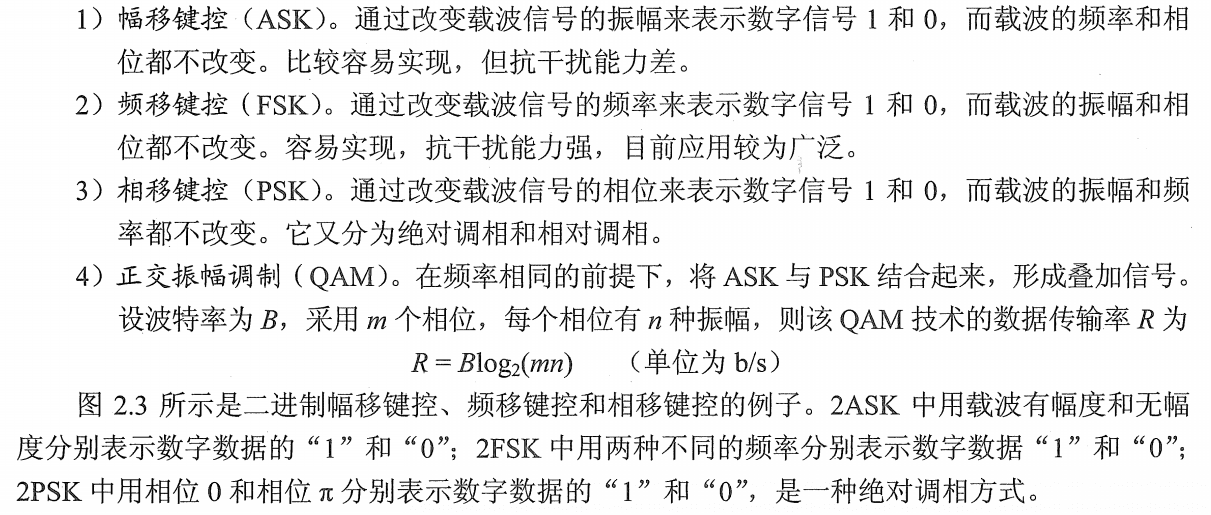 1）幅移键控（ASK）。通过改变载波信号的振幅来表示数字信号 1 和 0，而载波的频率和相
位都不改变。比较容易实现，但抗干扰能力差。
2）频移键控（FSK）。通过改变载波信号的频率来表示数字信号 1 和 0，而载波的振幅和相
位都不改变。容易实现，抗干扰能力强，目前应用较为广泛。
3）相移键控（PSK）。通过改变载波信号的相位来表示数字信号 1 和 0，而载波的振幅和频
率都不改变。它又分为绝对调相和相对调相。
4）正交振幅调制（QAM）。在频率相同的前提下，将 ASK 与 PSK 结合起来，形成叠加信号。
设波特率为 B，采用 m 个相位，每个相位有 n 种振幅，则该 QAM 技术的数据传输率 R 为
R = Blog₂(mn) （单位为 b/s）
图 2.3 所示是二进制幅移键控、频移键控和相移键控的例子。2ASK 中用载波有幅度和无幅
度分别表示数字数据的“1”和“0”；2FSK 中用两种不同的频率分别表示数字数据“1”和“0”；
2PSK 中用相位 0 和相位 π 分别表示数字数据的“1”和“0”，是一种绝对调相方式。